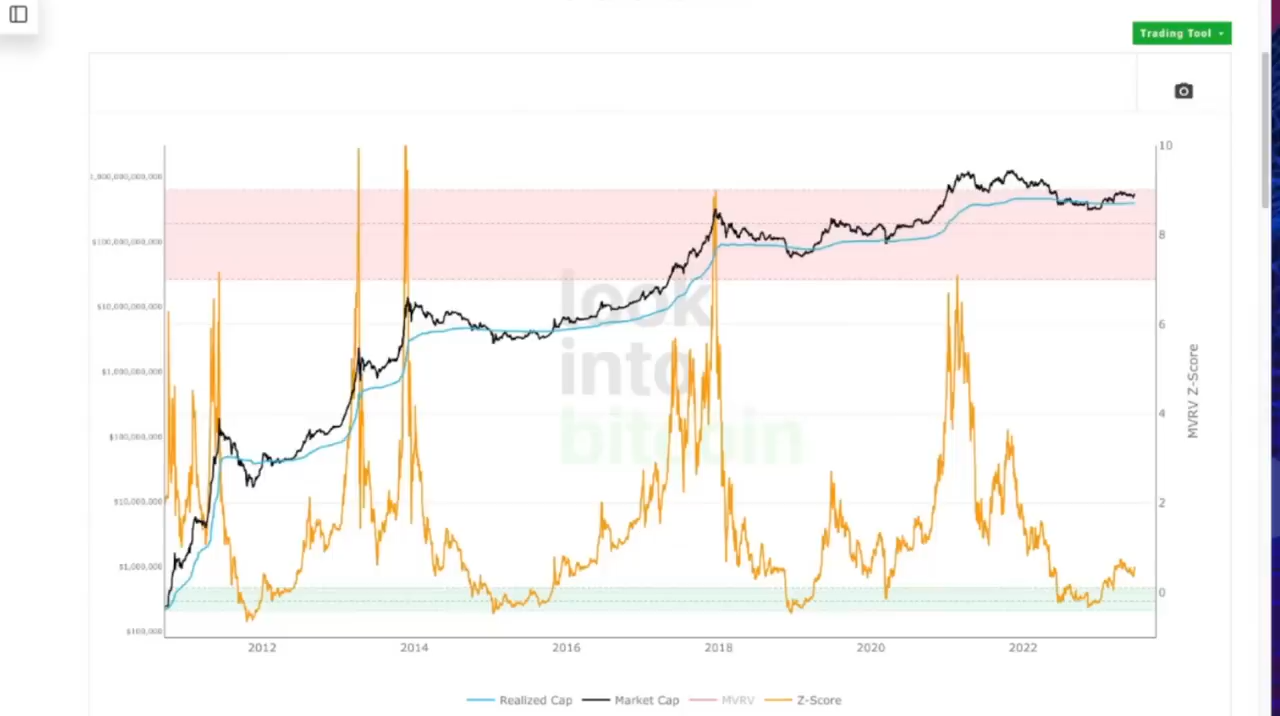 Trading Tool
10
1,000,000,000,000
8
$100,000,000,000
look
$10,000,000,000
6
into
$1,000,000,000
MVRV Z-Score
4
$100,000,000
bitcoin
$10,000,000
2
$1,000,000
0
$100,000
2012 2014 2016 2018 2020 2022
Realized Cap Market Cap MVRV Z-Score